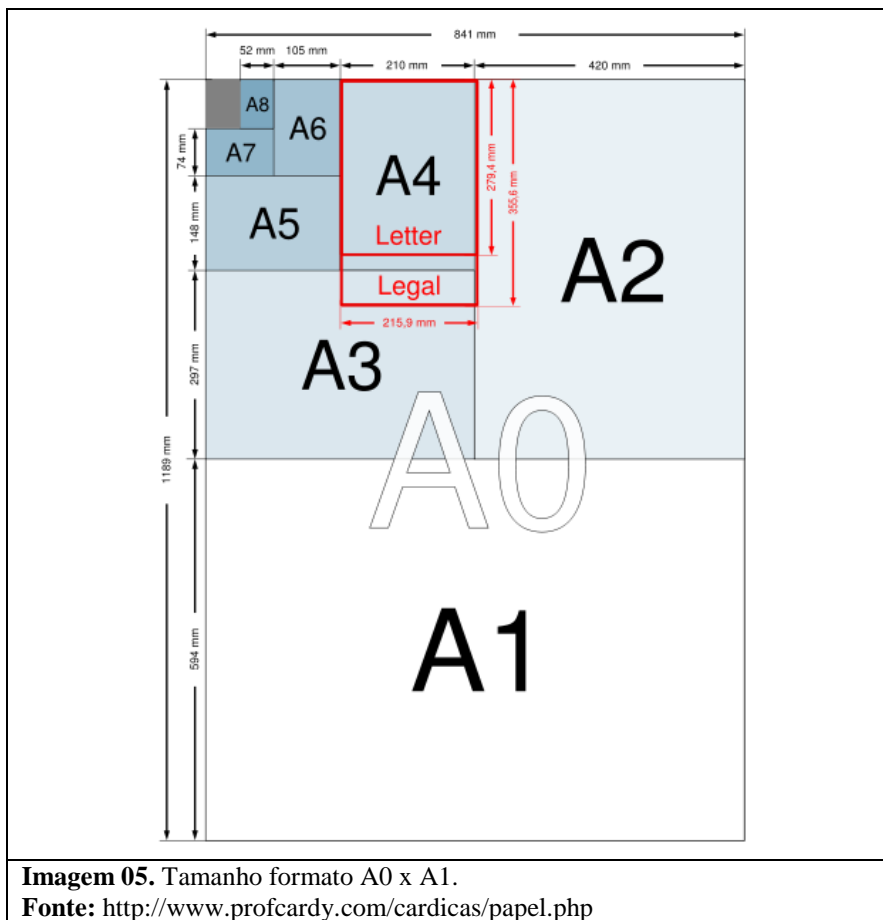 841 mm
52 mm 105 mm 210 mm 420 mm
A8
A6
A7
A4
A5
Letter
Legal
A2
A3
A0
A1
74 mm
148 mm
297 mm
594 mm
1189 mm
279,4 mm
355,6 mm
215,9 mm
Imagem 05. Tamanho formato A0 x A1.
Fonte: http://www.profcardy.com/cardicas/papel.php